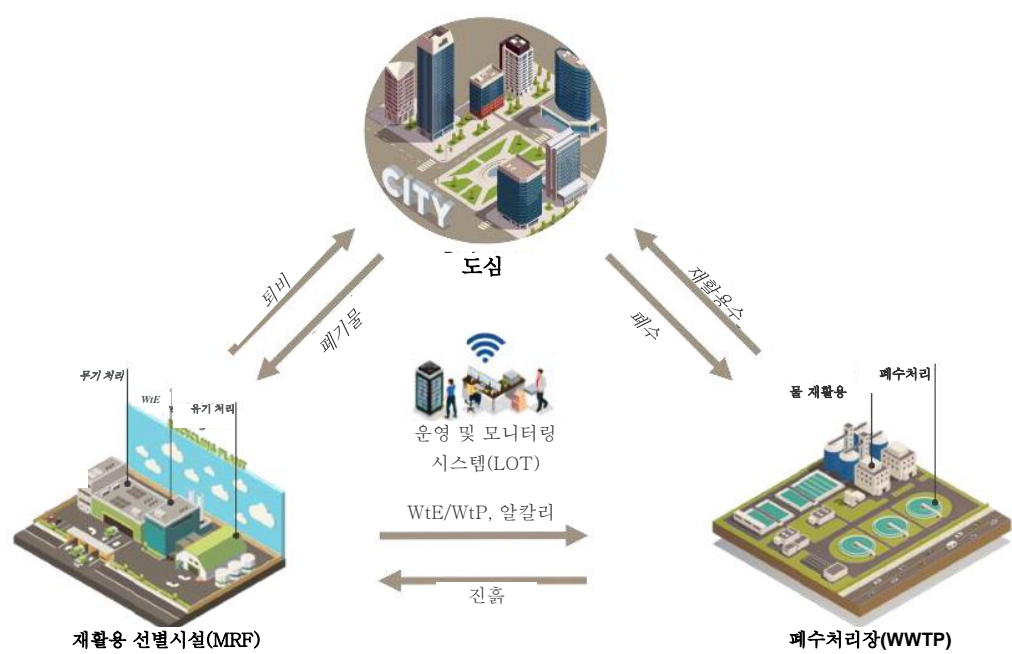 CITY
도심
퇴비
폐기물
폐수
재활용수
무기 처리
WtE
유기 처리
물 재활용
폐수처리
운영 및 모니터링
시스템(LOT)
WtE/WtP, 알칼리
진흙
재활용 선별시설(MRF)
폐수처리장(WWTP)